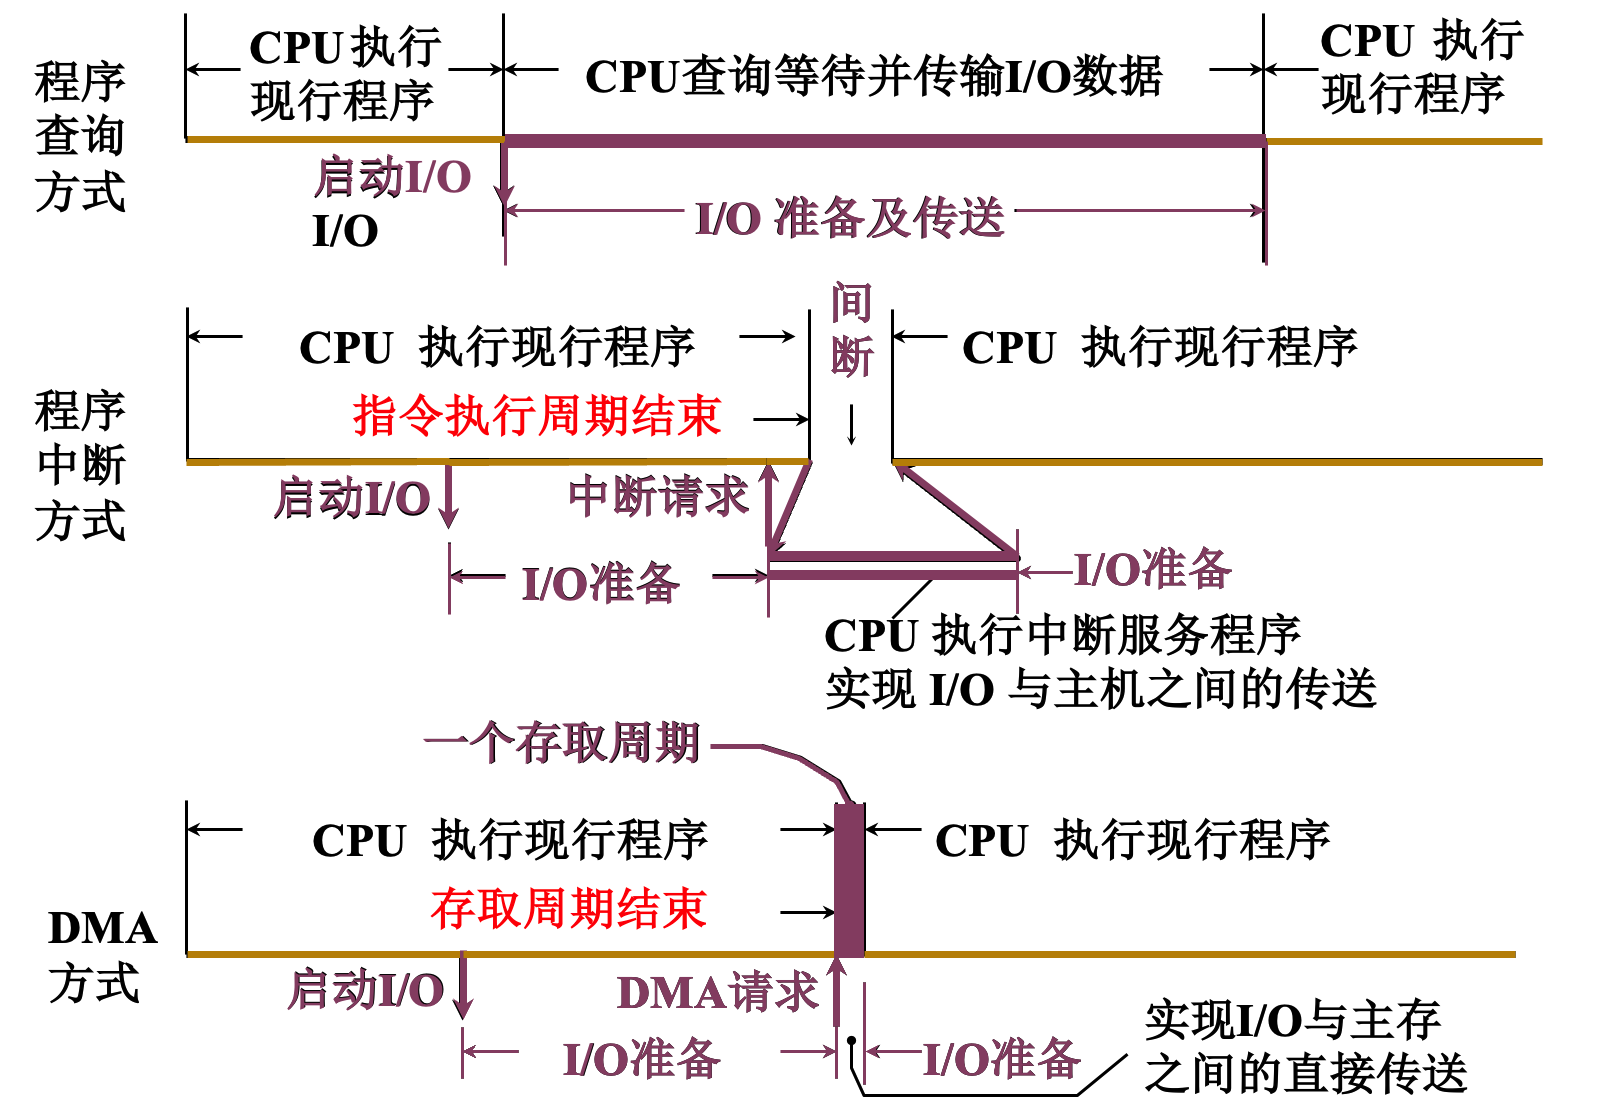 程序
查询
方式
CPU 执行
现行程序
CPU查询等待并传输I/O数据
CPU 执行
现行程序
启动I/O
I/O
I/O 准备及传送
程序
中断
方式
CPU 执行现行程序
间
断
CPU 执行现行程序
指令执行周期结束
启动I/O
中断请求
I/O准备
I/O准备
CPU 执行中断服务程序
实现 I/O 与主机之间的传送
DMA
方式
一个存取周期
CPU 执行现行程序
CPU 执行现行程序
存取周期结束
启动I/O
DMA请求
I/O准备
I/O准备
实现I/O与主存
之间的直接传送